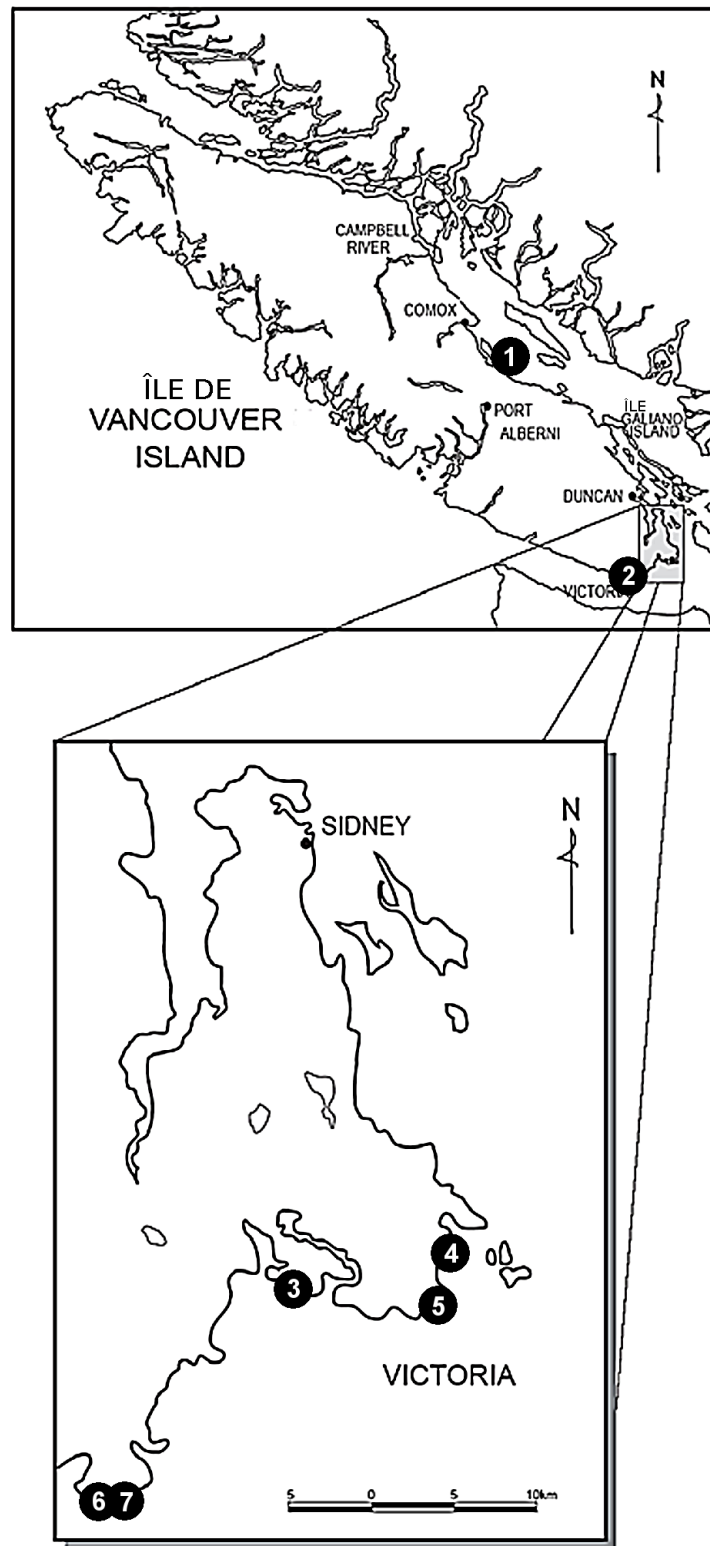 N
CAMPBELL
RIVER
COMOX
1
ÎLE DE
VANCOUVER
ISLAND
PORT
ALBERNI
ÎLE
GALIANO
ISLAND
DUNCAN
2
SIDNEY
N
4
3
5
VICTORIA
6 7
5 0 5 10km